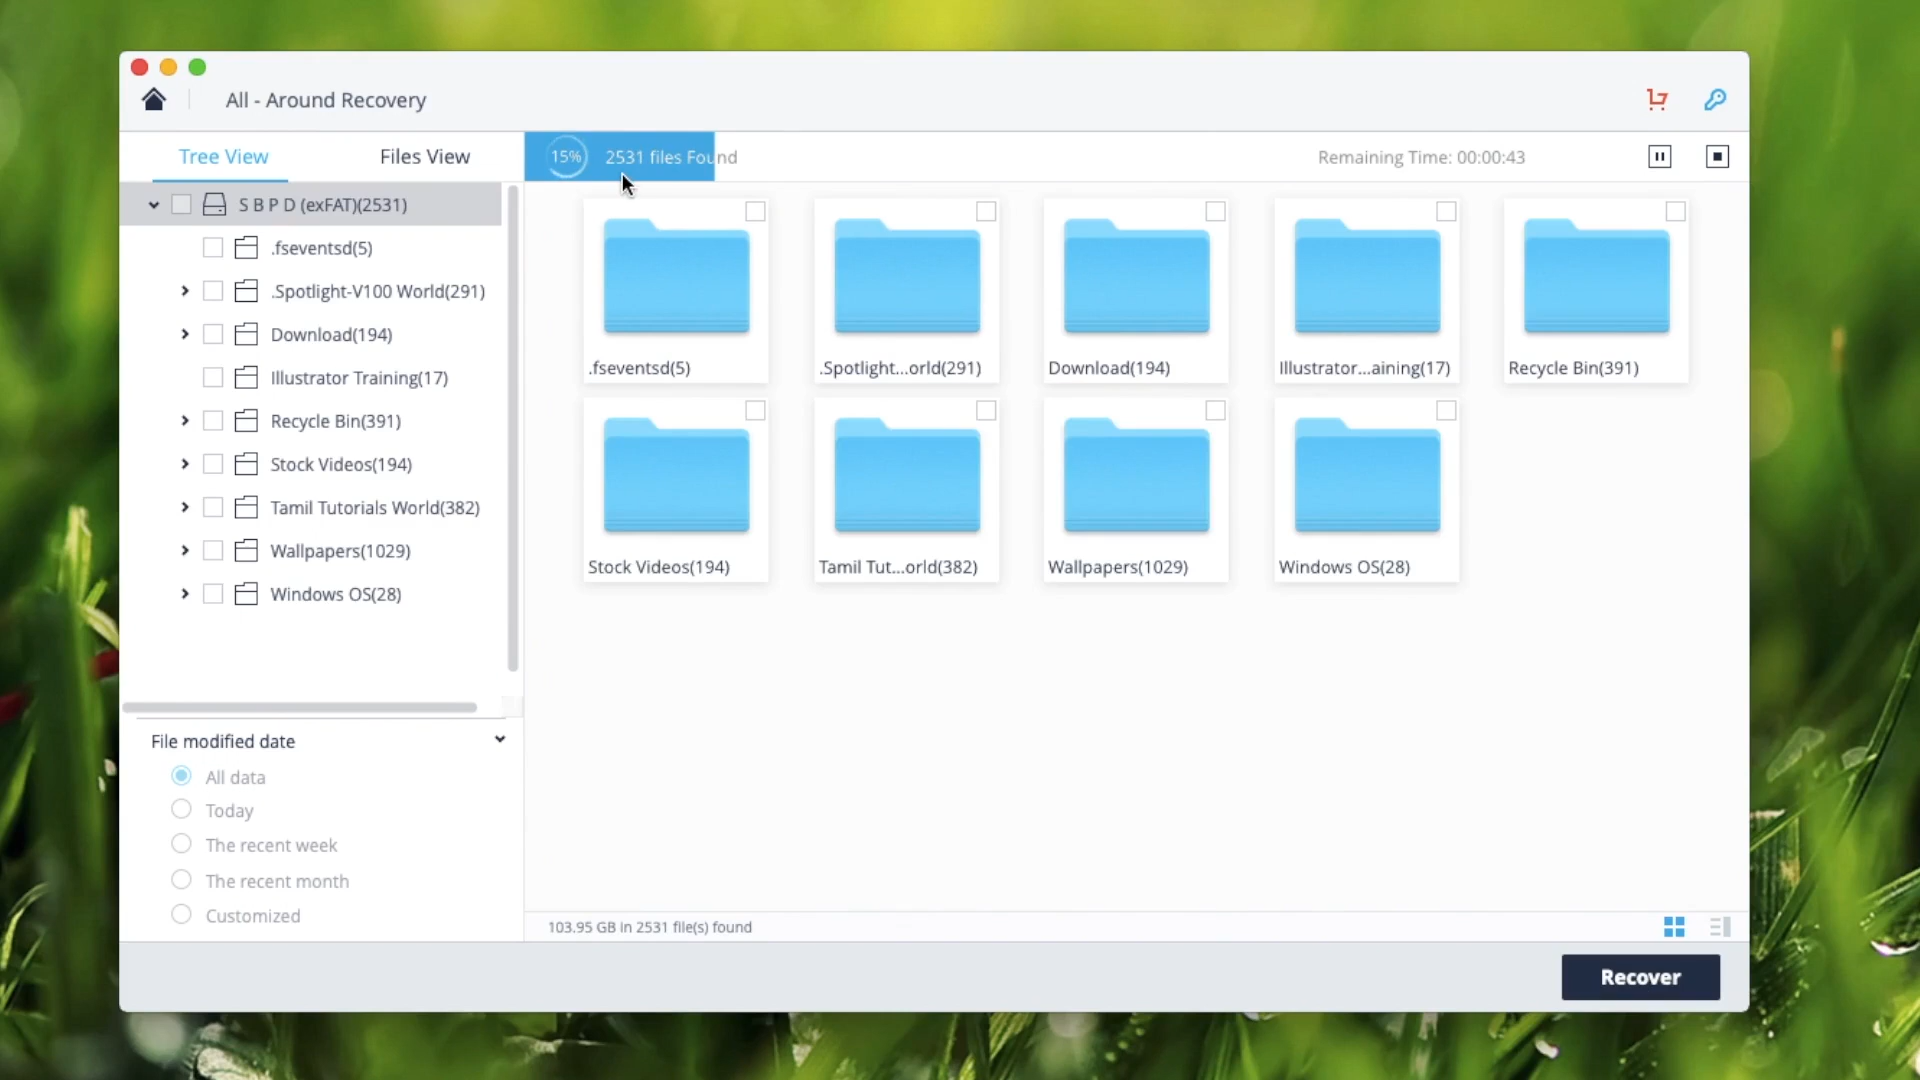 All - Around Recovery
Tree View
Files View
15%
2531 files Found
Remaining Time: 00:00:43
S B P D (exFAT)(2531)
.fseventsd(5)
.Spotlight-V100 World(291)
Download(194)
Illustrator Training(17)
Recycle Bin(391)
Stock Videos(194)
Tamil Tutorials World(382)
Wallpapers(1029)
Windows OS(28)
.fseventsd(5)
.Spotlight...orld(291)
Download(194)
Illustrator...aining(17)
Recycle Bin(391)
Stock Videos(194)
Tamil Tut...orld(382)
Wallpapers(1029)
Windows OS(28)
File modified date
All data
Today
The recent week
The recent month
Customized
103.95 GB in 2531 file(s) found
Recover